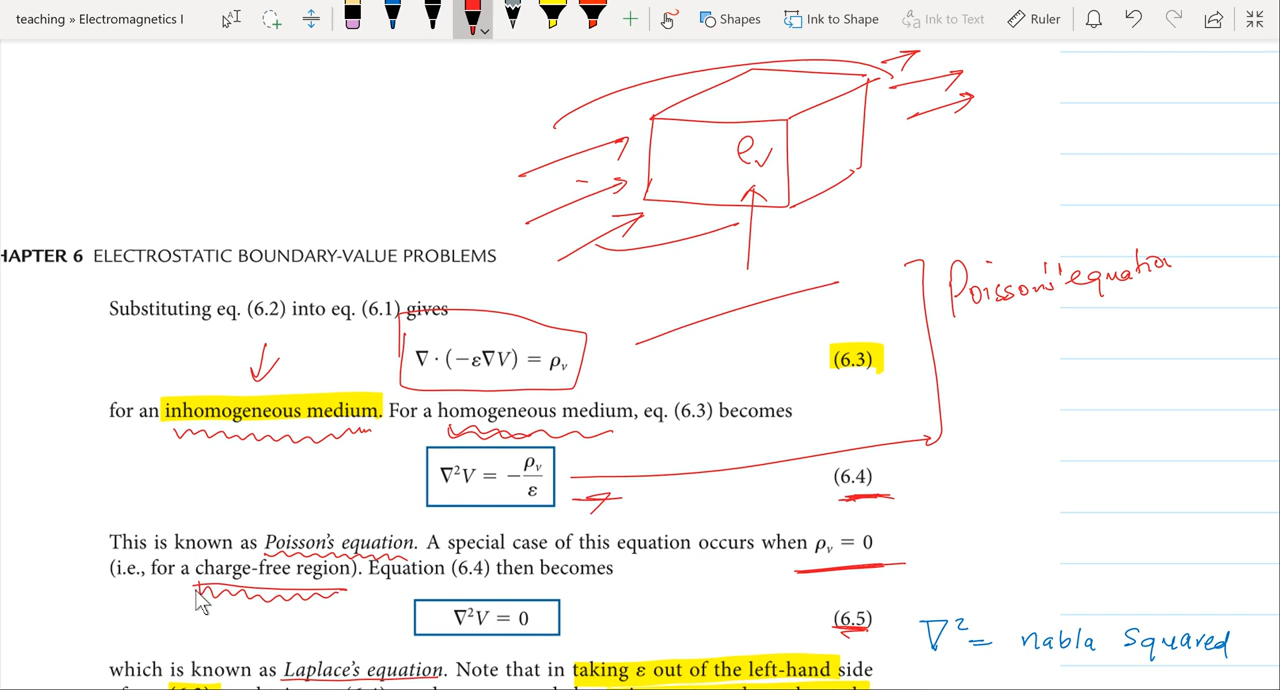 teaching » Electromagnetics I
Shapes
Ink to Shape
Ink to Text
Ruler
ρv
HAPTER 6 ELECTROSTATIC BOUNDARY-VALUE PROBLEMS
Poisson's equation
Substituting eq. (6.2) into eq. (6.1) gives
∇ · (−ε∇V) = ρᵥ (6.3)
for an inhomogeneous medium. For a homogeneous medium, eq. (6.3) becomes
∇²V = −ρᵥ/ε (6.4)
This is known as Poisson's equation. A special case of this equation occurs when ρᵥ = 0
(i.e., for a charge-free region). Equation (6.4) then becomes
∇²V = 0 (6.5)
∇² = nabla squared
which is known as Laplace's equation. Note that in taking ε out of the left-hand side